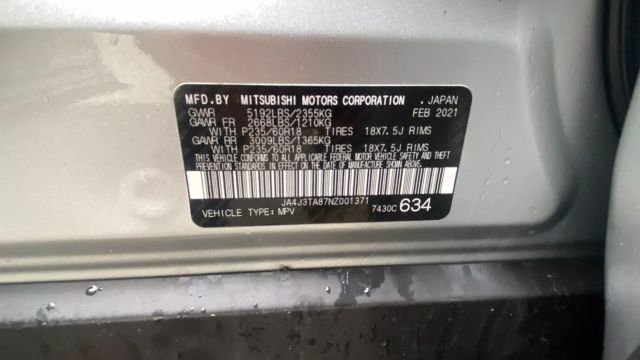 MFD.BY MITSUBISHI MOTORS CORPORATION , JAPAN
GVWR 5192LBS/2355KG FEB 2021
GAWR FR 2668LBS/1210KG
WITH P235/60R18 TIRES 18X7.5J RIMS
GAWR RR 3009LBS/1365KG
WITH P235/60R18 TIRES 18X7.5J RIMS
THIS VEHICLE CONFORMS TO ALL APPLICABLE FEDERAL MOTOR VEHICLE SAFETY AND THEFT
PREVENTION STANDARDS IN EFFECT ON THE DATE OF MANUFACTURE SHOWN ABOVE.
JA4J3TA87NZ001371
VEHICLE TYPE: MPV 7430C 634